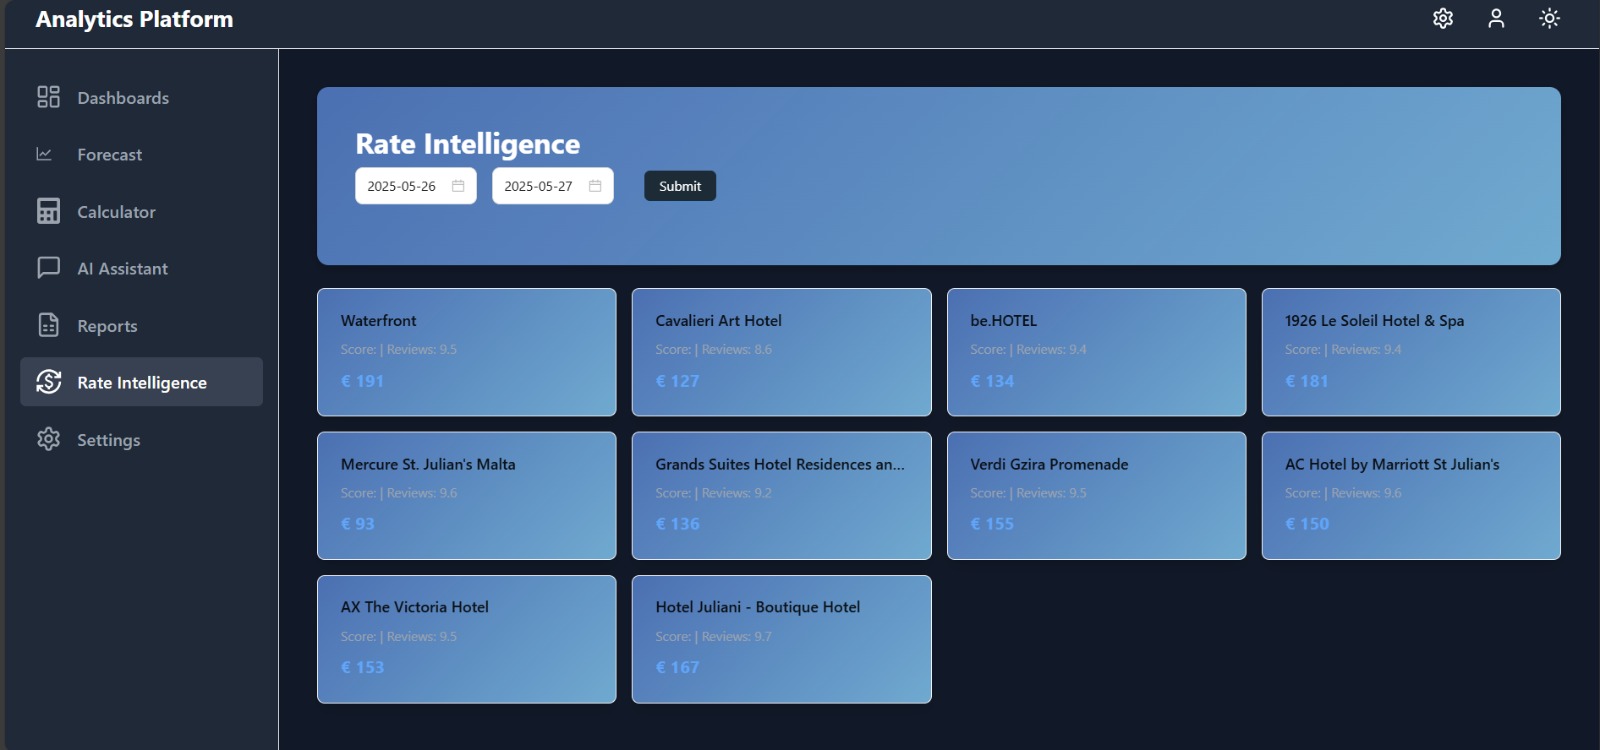 Analytics Platform
Dashboards
Forecast
Calculator
AI Assistant
Reports
Rate Intelligence
Settings
Rate Intelligence
2025-05-26 2025-05-27 Submit
Waterfront
Score: | Reviews: 9.5
€ 191
Cavalieri Art Hotel
Score: | Reviews: 8.6
€ 127
be.HOTEL
Score: | Reviews: 9.4
€ 134
1926 Le Soleil Hotel & Spa
Score: | Reviews: 9.4
€ 181
Mercure St. Julian's Malta
Score: | Reviews: 9.6
€ 93
Grands Suites Hotel Residences an...
Score: | Reviews: 9.2
€ 136
Verdi Gzira Promenade
Score: | Reviews: 9.5
€ 155
AC Hotel by Marriott St Julian's
Score: | Reviews: 9.6
€ 150
AX The Victoria Hotel
Score: | Reviews: 9.5
€ 153
Hotel Juliani - Boutique Hotel
Score: | Reviews: 9.7
€ 167